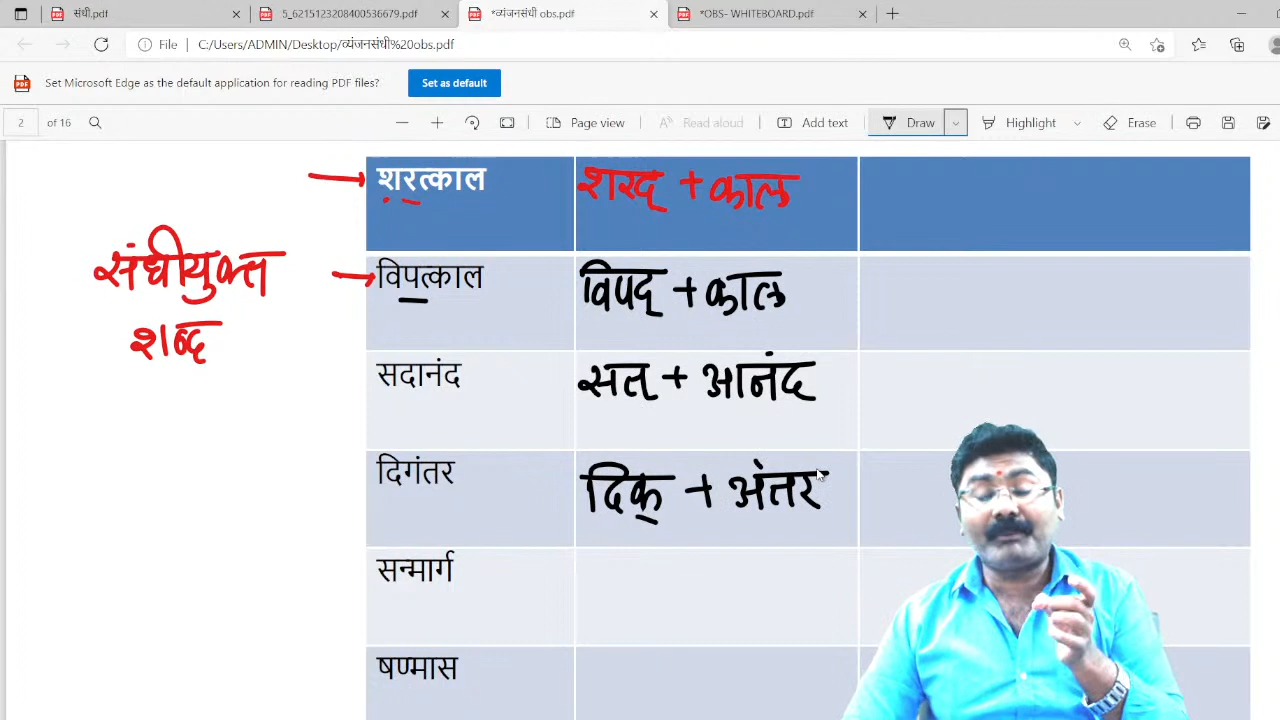 संधी.pdf
5_6215123208400536679.pdf
*व्यंजनसंधी obs.pdf
*OBS- WHITEBOARD.pdf
File C:/Users/ADMIN/Desktop/व्यंजनसंधी%20obs.pdf
Set Microsoft Edge as the default application for reading PDF files? Set as default
2 of 16 Page view Read aloud Add text Draw Highlight Erase
शरत्काल शरद् + काल
संधीयुक्त
शब्द
विपत्काल विपद् + काल
सदानंद सत् + आनंद
दिगंतर दिक् + अंतर
सन्मार्ग
षण्मास